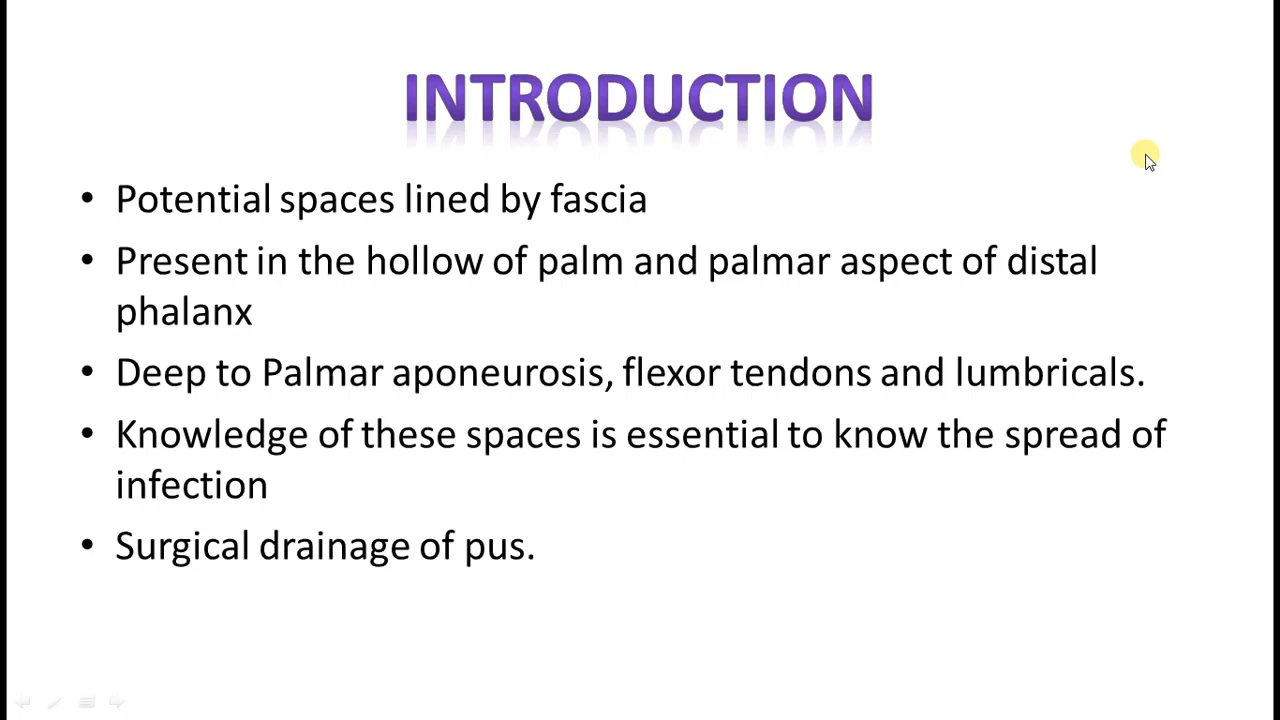 INTRODUCTION
• Potential spaces lined by fascia
• Present in the hollow of palm and palmar aspect of distal
phalanx
• Deep to Palmar aponeurosis, flexor tendons and lumbricals.
• Knowledge of these spaces is essential to know the spread of
infection
• Surgical drainage of pus.